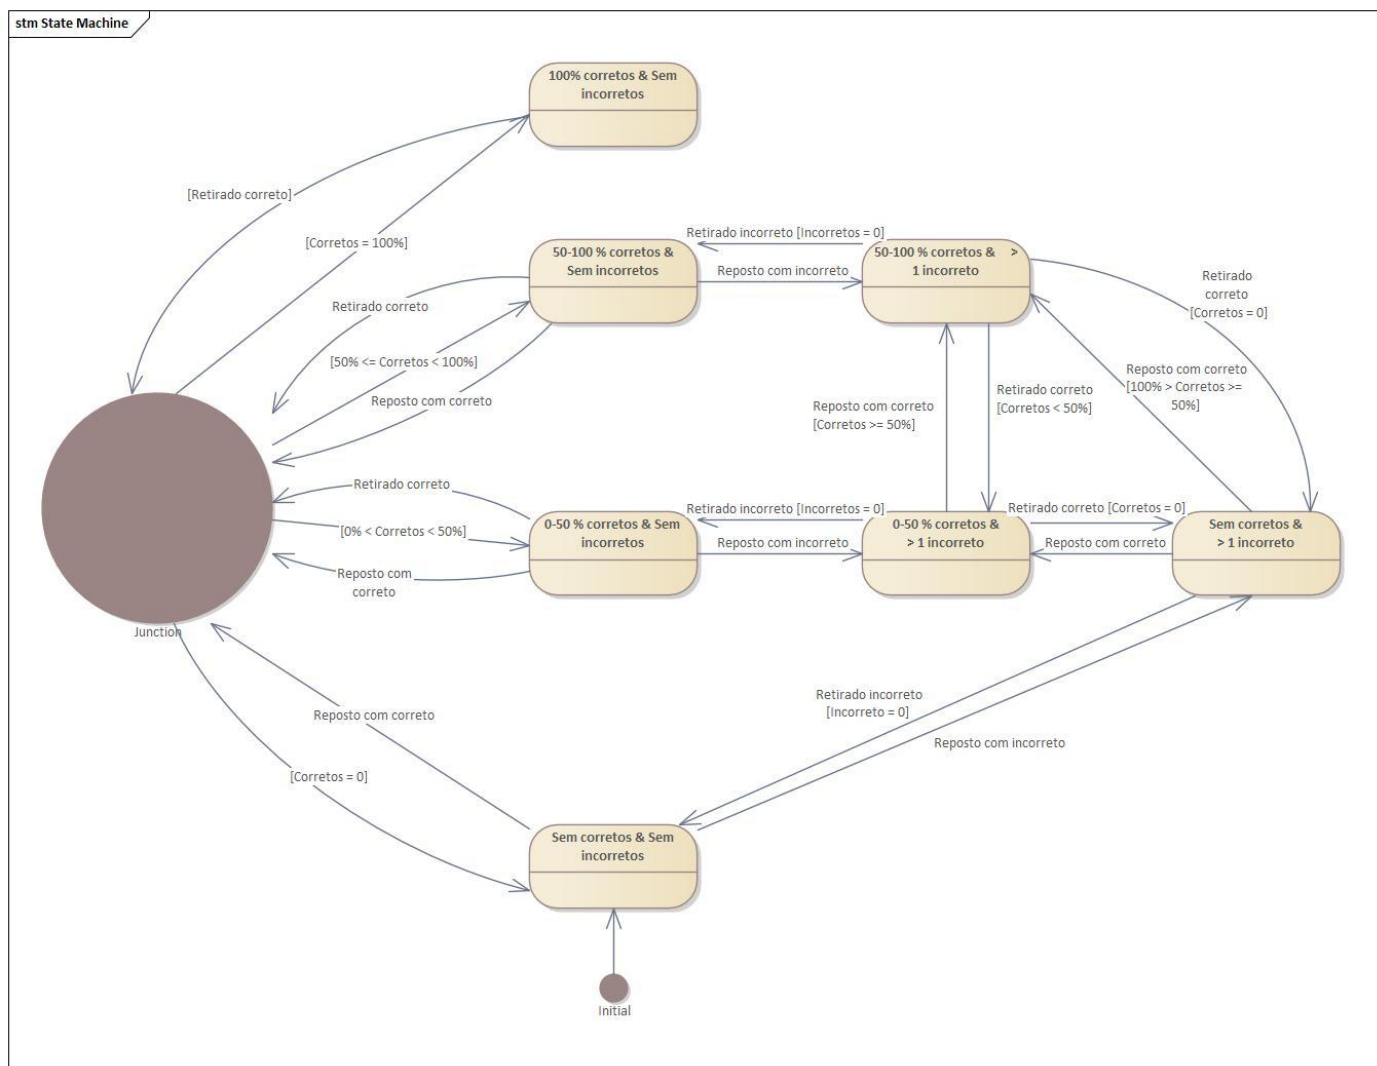 stm State Machine
100% corretos & Sem
incorretos
[Retirado correto]
[Corretos = 100%]
Retirado incorreto [Incorretos = 0]
50-100 % corretos &
Sem incorretos
50-100 % corretos & >
1 incorreto
Reposto com incorreto
Retirado
correto
[Corretos = 0]
Retirado correto
[50% <= Corretos < 100%]
Reposto com correto
[100% > Corretos >=
50%]
Retirado correto
[Corretos < 50%]
Reposto com correto
Reposto com correto
[Corretos >= 50%]
Retirado correto
Retirado incorreto [Incorretos = 0]
Retirado correto [Corretos = 0]
[0% < Corretos < 50%]
0-50 % corretos & Sem
incorretos
0-50 % corretos &
> 1 incorreto
Sem corretos &
> 1 incorreto
Reposto com incorreto
Reposto com correto
Reposto com
correto
Junction
Retirado incorreto
[Incorreto = 0]
Reposto com correto
Reposto com incorreto
[Corretos = 0]
Sem corretos & Sem
incorretos
Initial